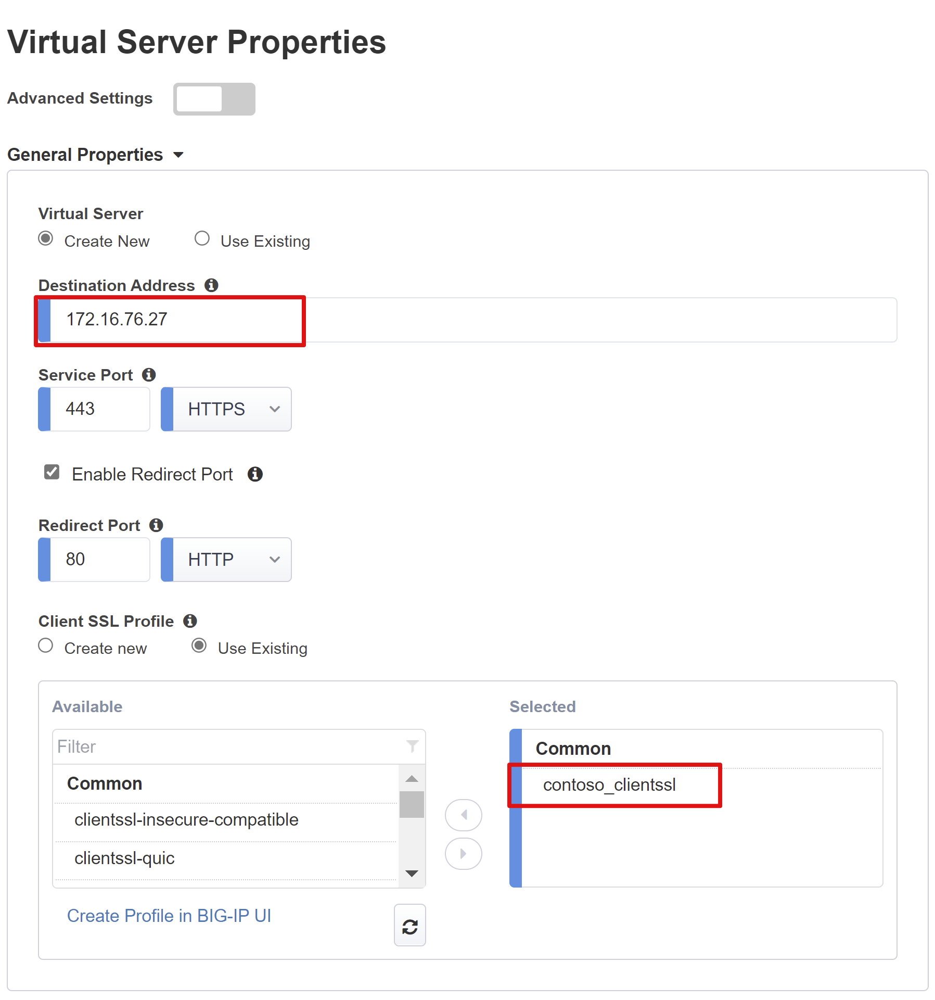 Virtual Server Properties
Advanced Settings
General Properties
Virtual Server
Create New Use Existing
Destination Address
172.16.76.27
Service Port
443 HTTPS
Enable Redirect Port
Redirect Port
80 HTTP
Client SSL Profile
Create new Use Existing
Available
Filter
Common
clientssl-insecure-compatible
clientssl-quic
Create Profile in BIG-IP UI
Selected
Common
contoso_clientssl